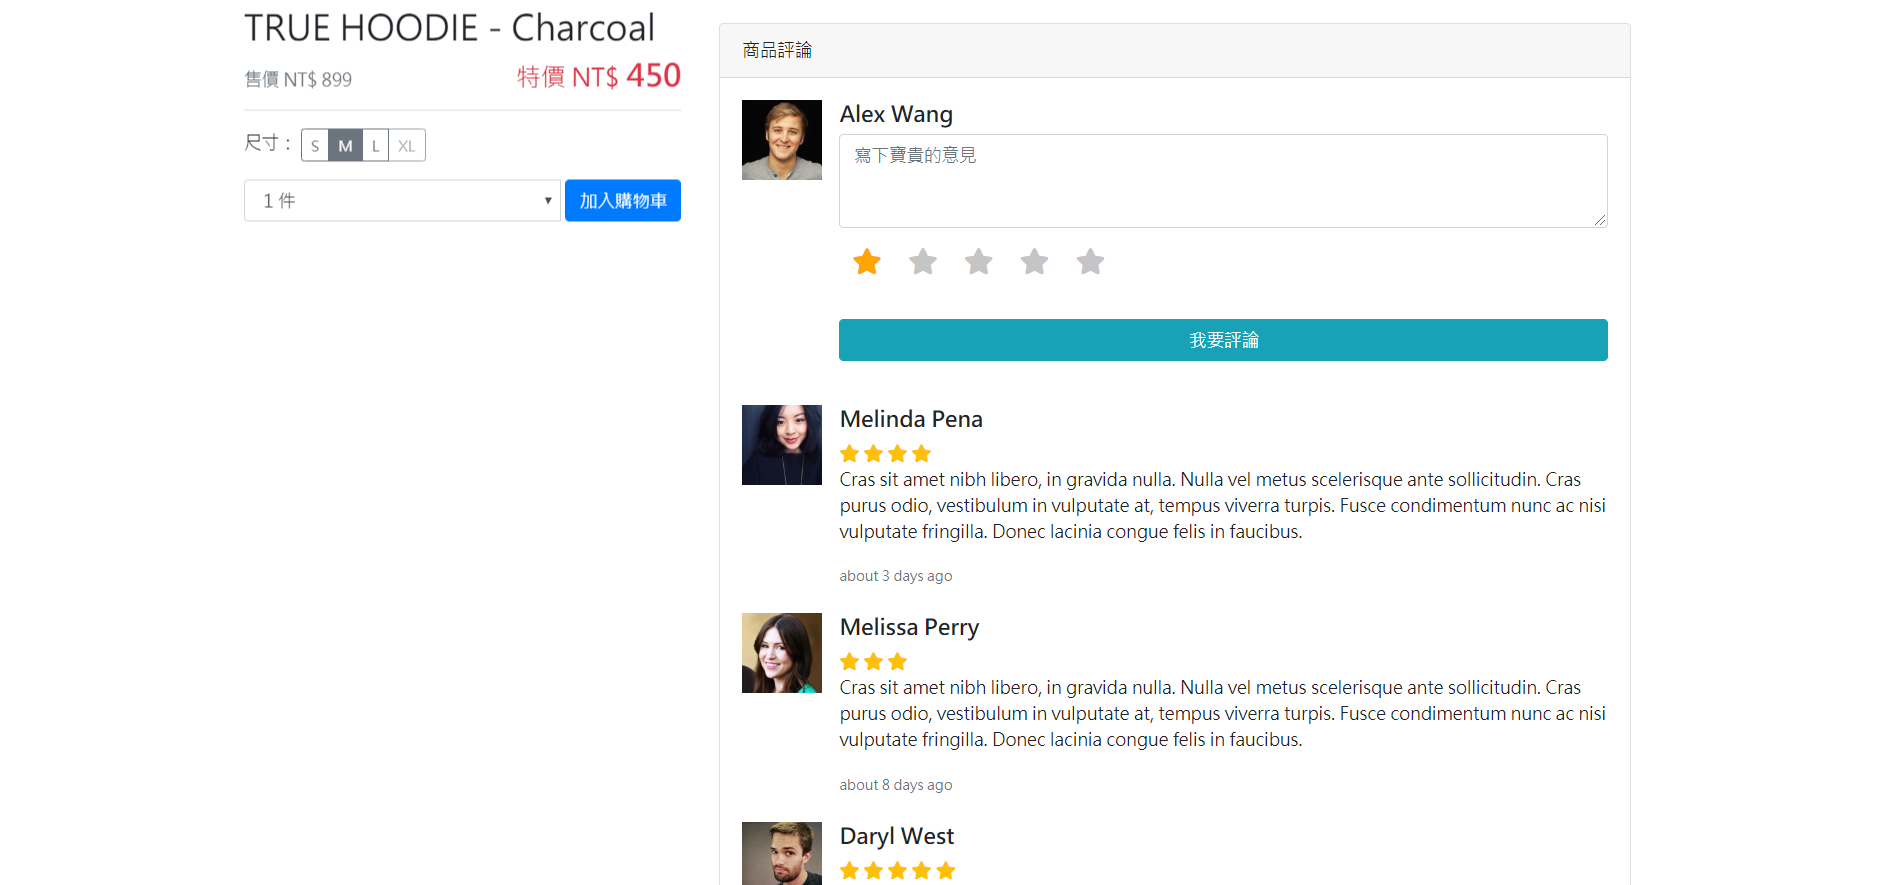 TRUE HOODIE - Charcoal
售價 NT$ 899
特價 NT$ 450
尺寸：
S
M
L
XL
1 件
加入購物車
商品評論
Alex Wang
寫下寶貴的意見
我要評論
Melinda Pena
Cras sit amet nibh libero, in gravida nulla. Nulla vel metus scelerisque ante sollicitudin. Cras
purus odio, vestibulum in vulputate at, tempus viverra turpis. Fusce condimentum nunc ac nisi
vulputate fringilla. Donec lacinia congue felis in faucibus.
about 3 days ago
Melissa Perry
Cras sit amet nibh libero, in gravida nulla. Nulla vel metus scelerisque ante sollicitudin. Cras
purus odio, vestibulum in vulputate at, tempus viverra turpis. Fusce condimentum nunc ac nisi
vulputate fringilla. Donec lacinia congue felis in faucibus.
about 8 days ago
Daryl West